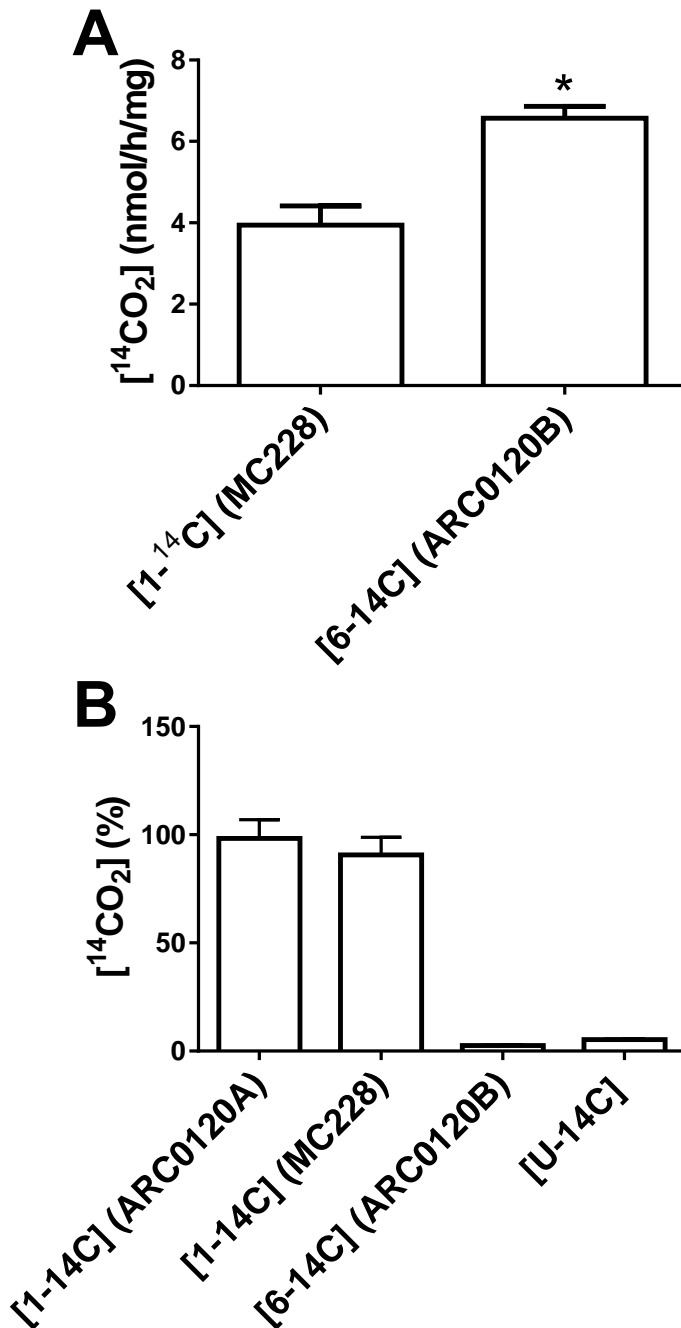 A
[¹⁴CO₂] (nmol/h/mg)
8
6
4
2
0
*
[1-¹⁴C] (MC228)
[6-14C] (ARC0120B)
B
[¹⁴CO₂] (%)
150
100
50
0
[1-14C] (ARC0120A)
[1-14C] (MC228)
[6-14C] (ARC0120B)
[U-14C]